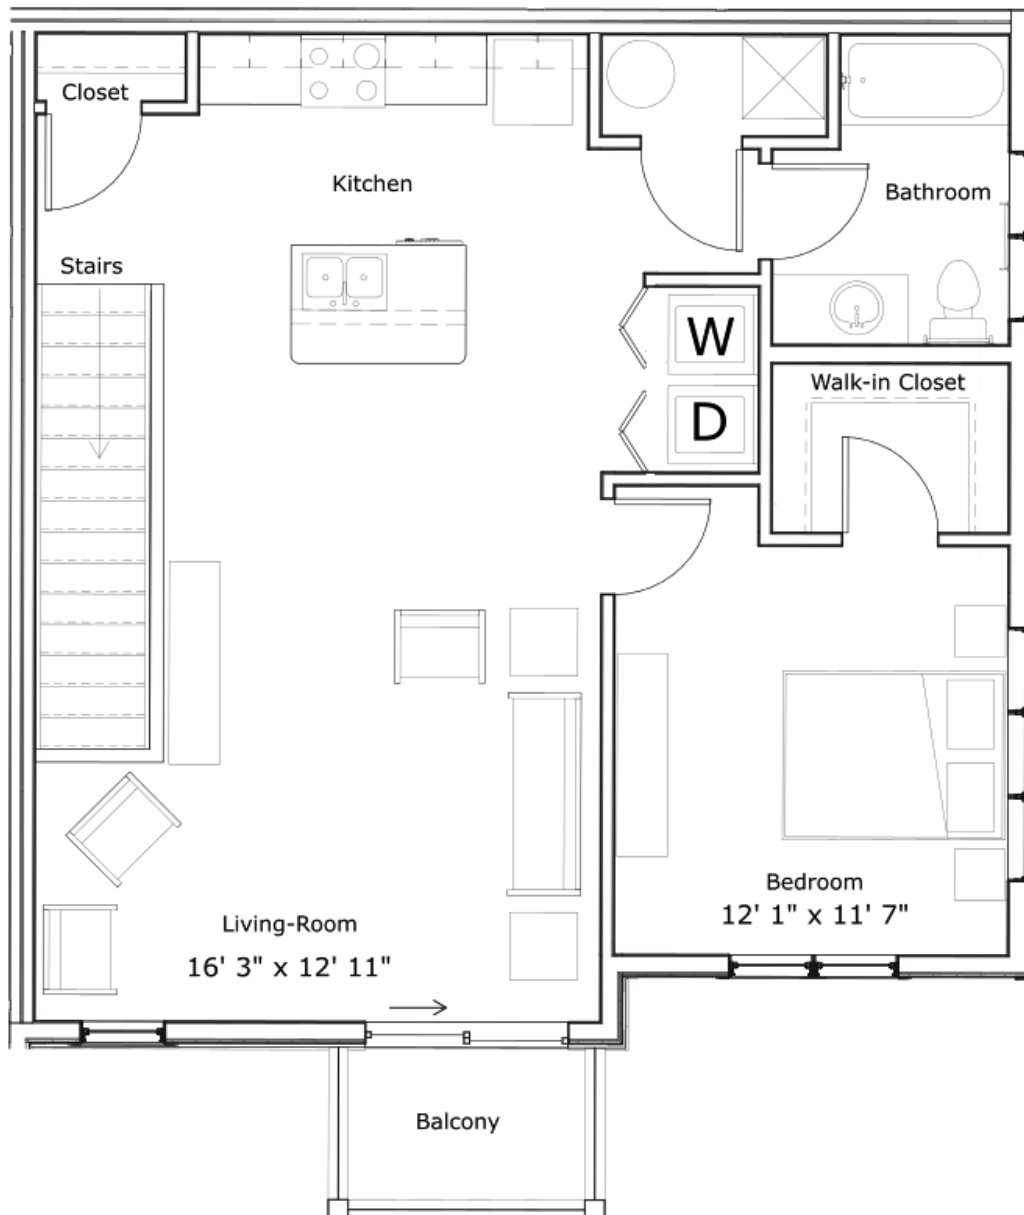 Closet
Kitchen
Bathroom
Stairs
W
Walk-in Closet
D
Bedroom
12' 1" x 11' 7"
Living-Room
16' 3" x 12' 11"
Balcony